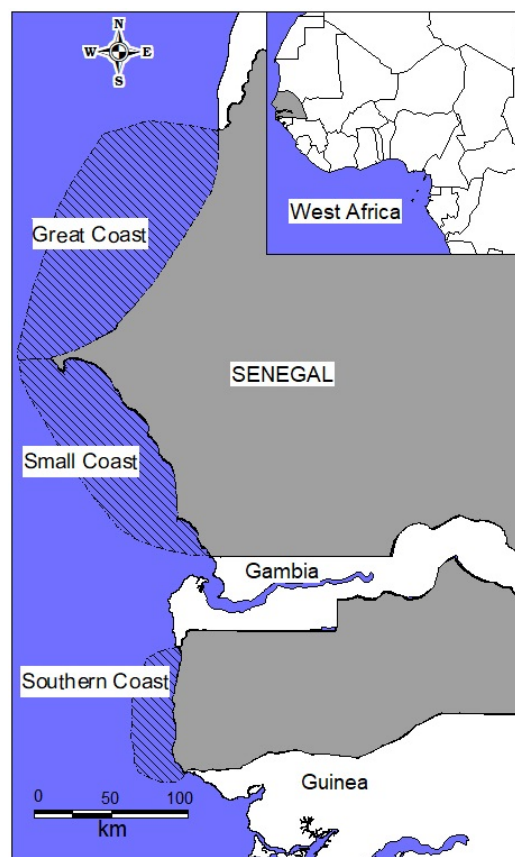 N
W E
S
West Africa
Great Coast
SENEGAL
Small Coast
Gambia
Southern Coast
Guinea
0 50 100
km